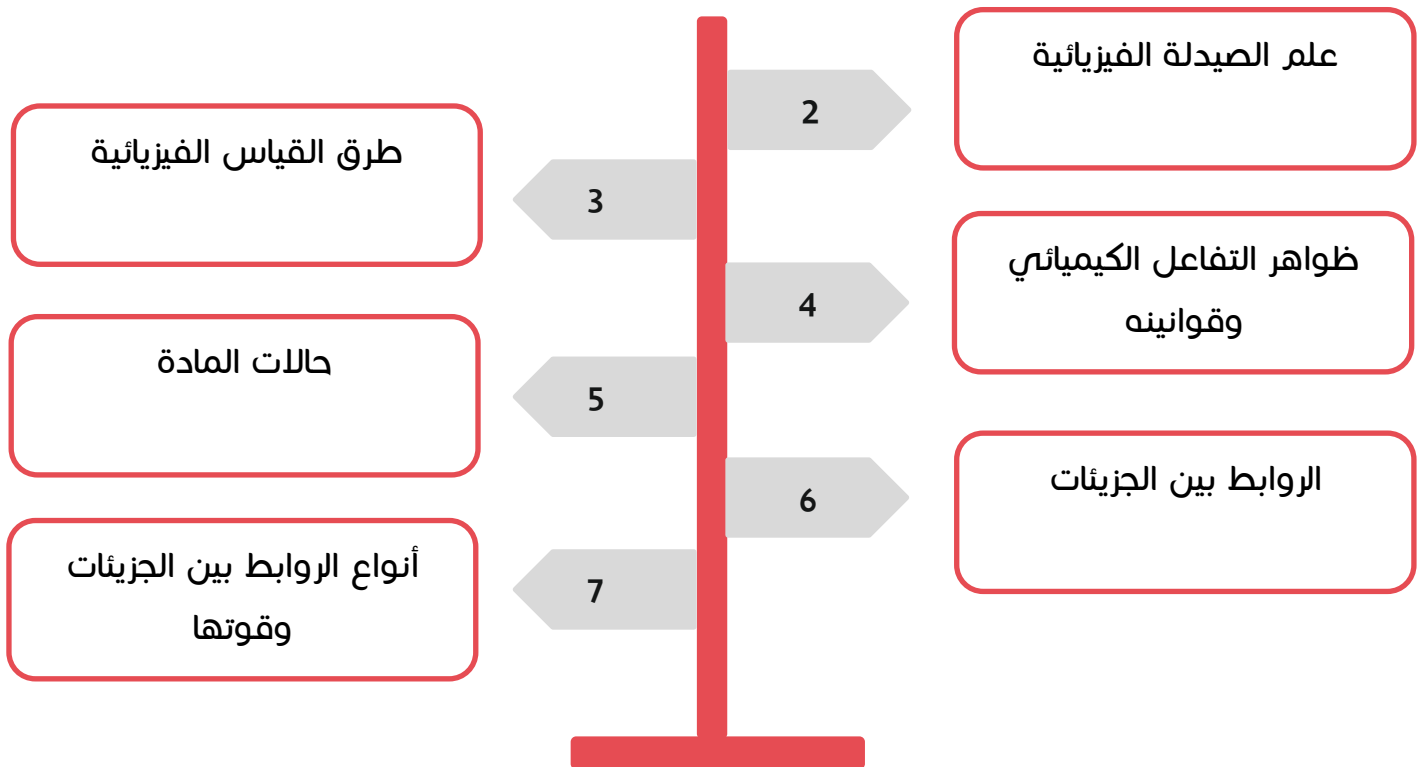 علم الصيدلة الفيزيائية
2
طرق القياس الفيزيائية
3
ظواهر التفاعل الكيميائي
وقوانينه
4
حالات المادة
5
الروابط بين الجزيئات
6
أنواع الروابط بين الجزيئات
وقوتها
7